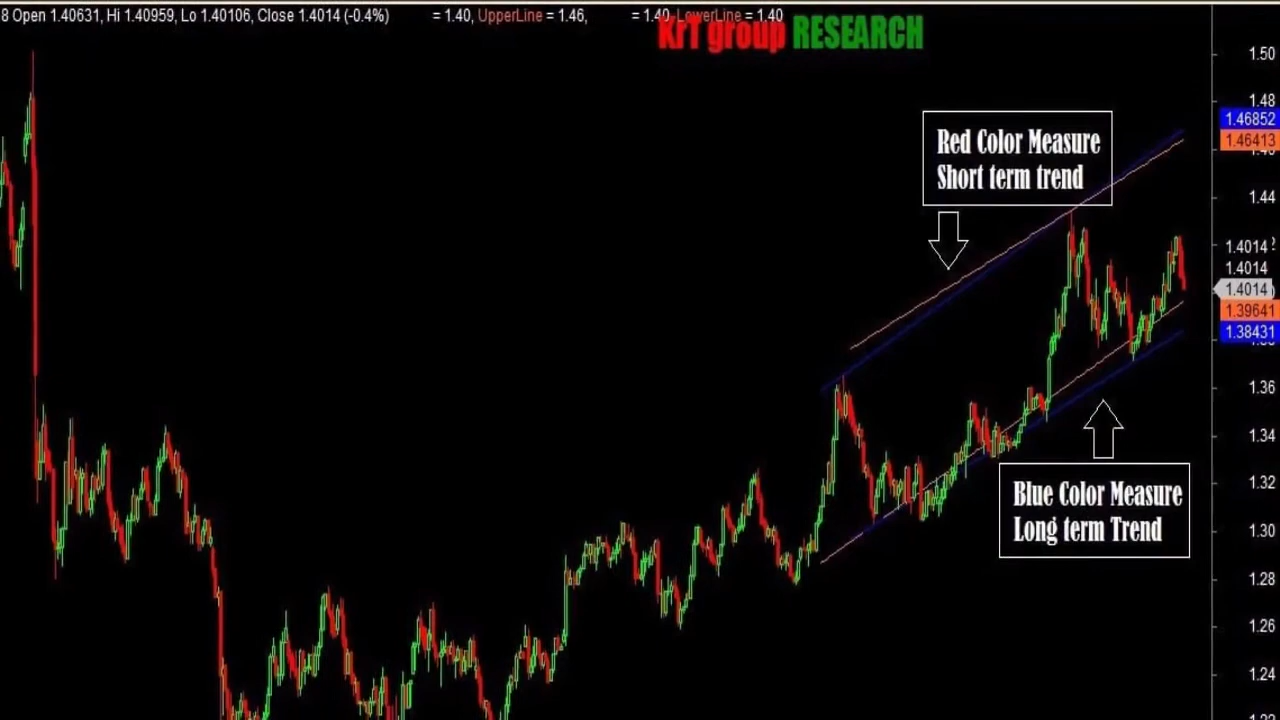 8 Open 1.40631, Hi 1.40959, Lo 1.40106, Close 1.4014 (-0.4%) = 1.40, UpperLine = 1.46, = 1.40, LowerLine = 1.40
KrT group RESEARCH
1.50
1.48
1.46852
1.46413
Red Color Measure
Short term trend
1.44
1.4014
1.4014
1.4014
1.39641
1.38431
1.36
1.34
1.32
Blue Color Measure
Long term Trend
1.30
1.28
1.26
1.24